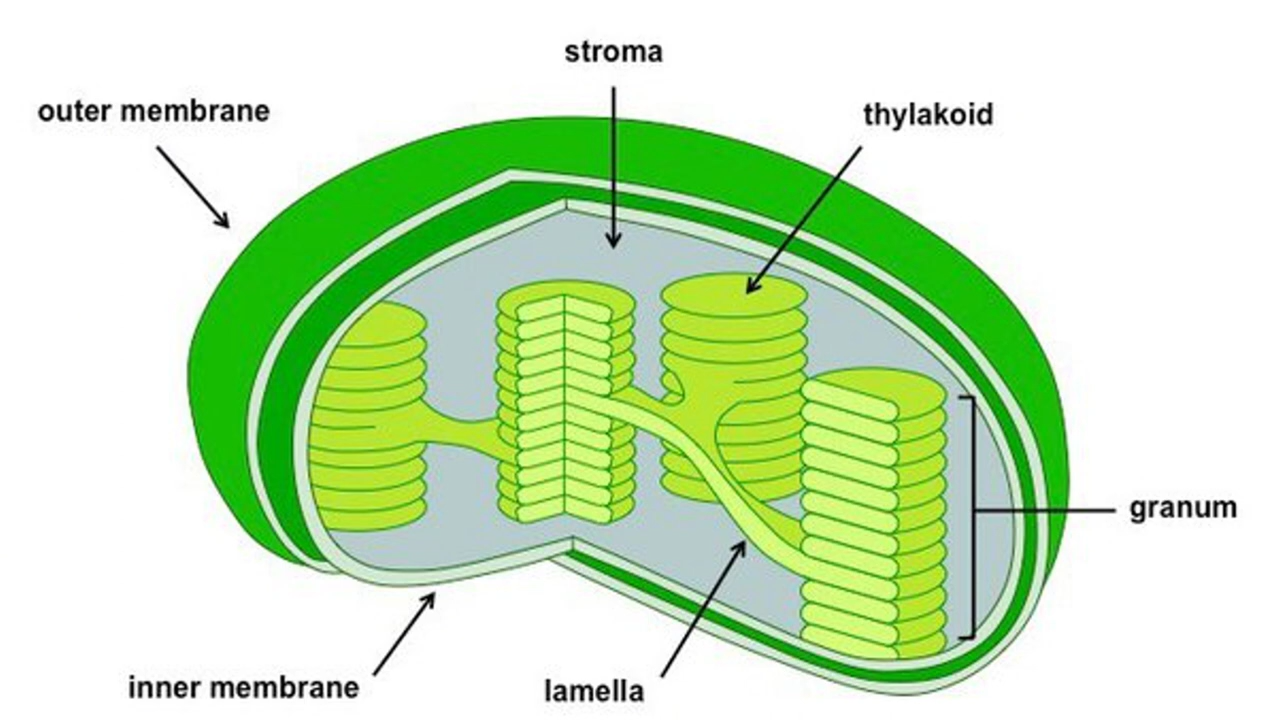 stroma
outer membrane
thylakoid
granum
inner membrane
lamella